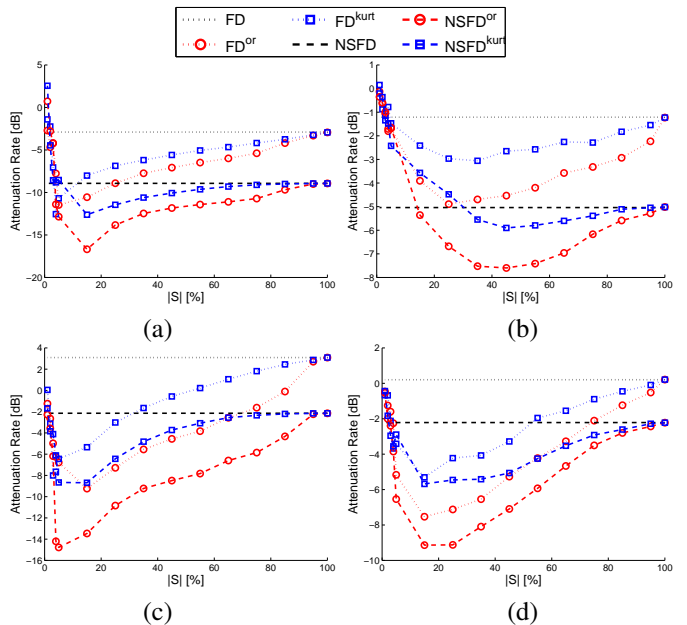 FD FD^kurt NSFD^or
FD^or NSFD NSFD^kurt
5
0
−5
−10
−15
−20
0 20 40 60 80 100
Attenuation Rate [dB]
|S| [%]
(a)
1
0
−1
−2
−3
−4
−5
−6
−7
−8
0 20 40 60 80 100
Attenuation Rate [dB]
|S| [%]
(b)
4
2
0
−2
−4
−6
−8
−10
−12
−14
−16
0 20 40 60 80 100
Attenuation Rate [dB]
|S| [%]
(c)
2
0
−2
−4
−6
−8
−10
0 20 40 60 80 100
Attenuation Rate [dB]
|S| [%]
(d)